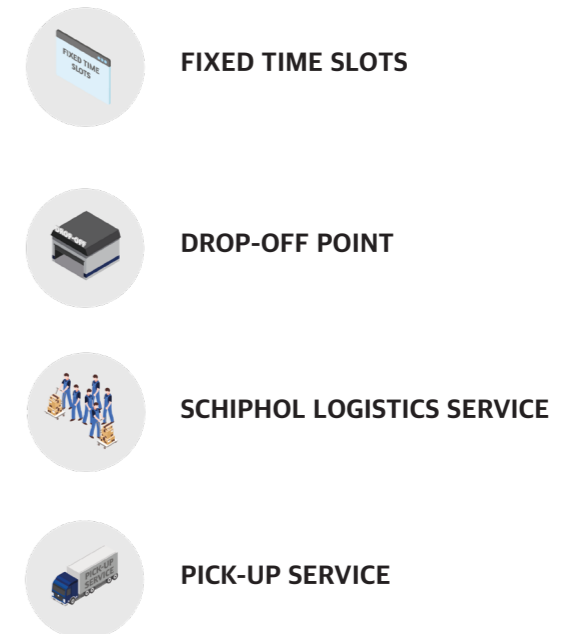 FIXED TIME
SLOTS
FIXED TIME SLOTS
DROP-OFF
DROP-OFF POINT
SCHIPHOL LOGISTICS SERVICE
PICK-UP
SERVICE
PICK-UP SERVICE